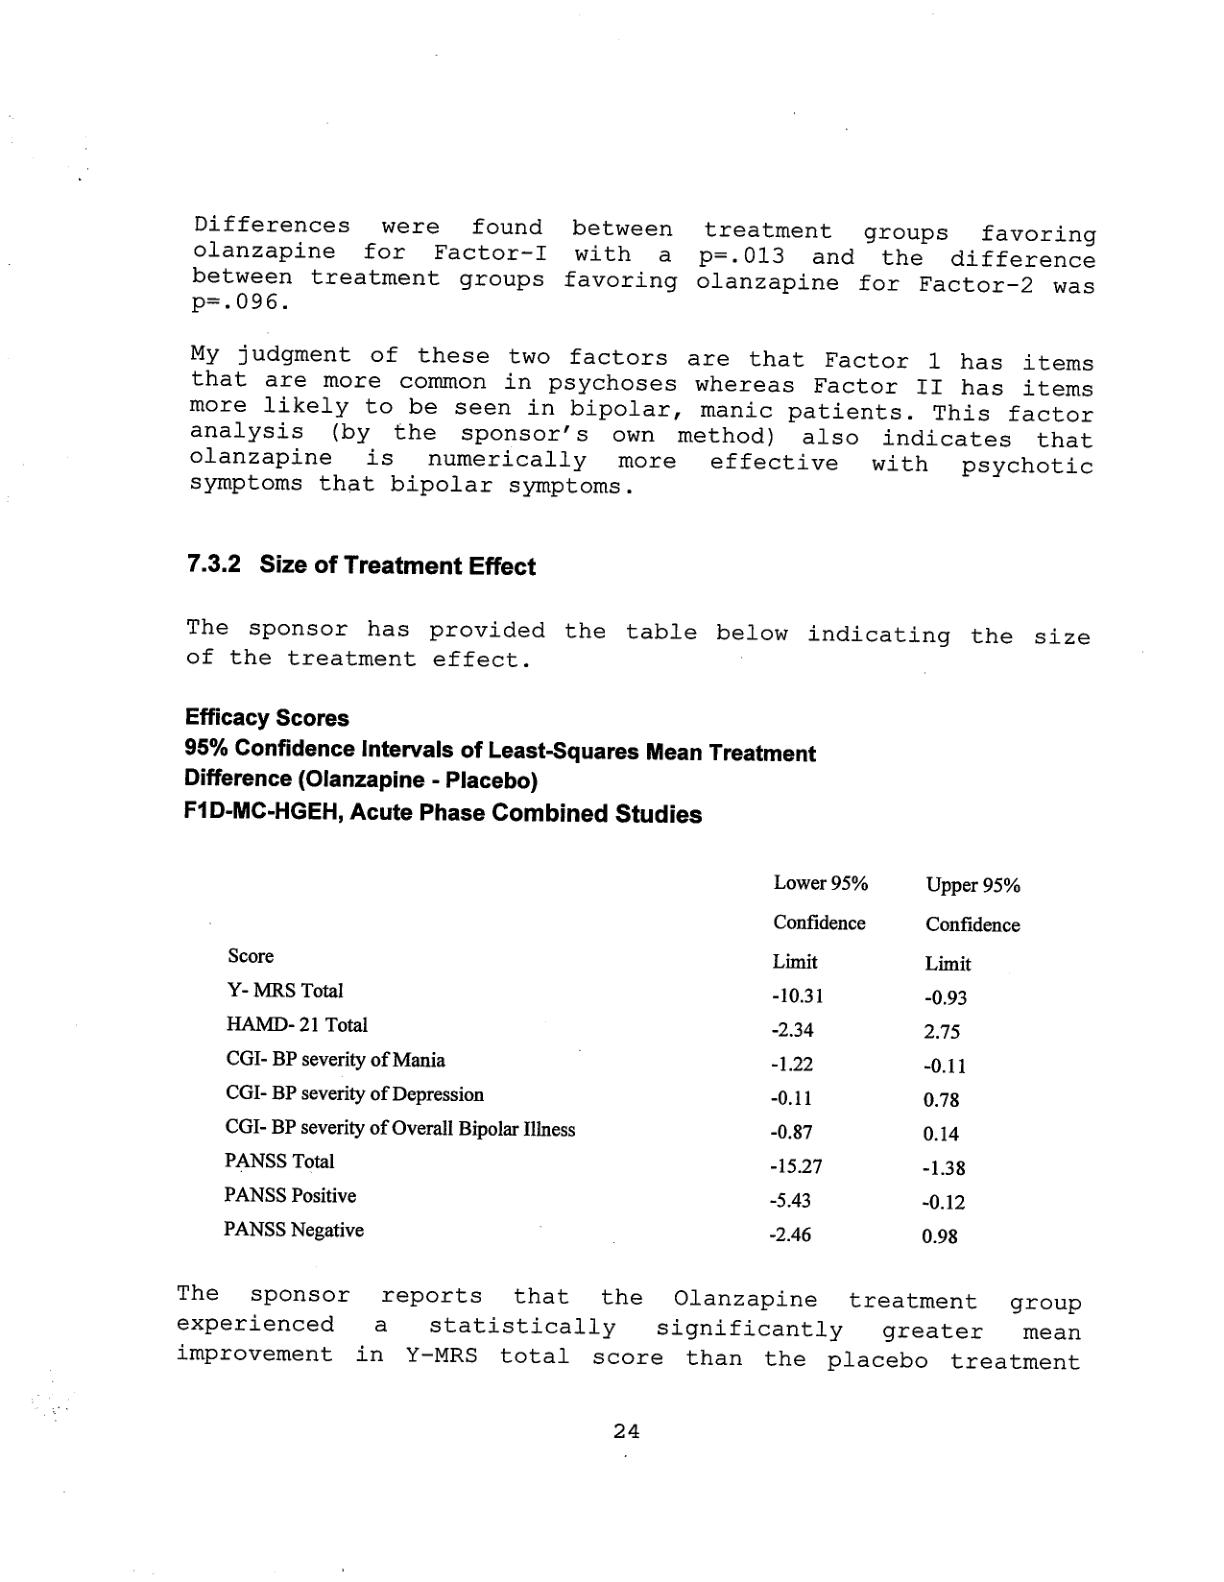 Differences were found between treatment groups favoring
olanzapine for Factor-I with a p=.013 and the difference
between treatment groups favoring olanzapine for Factor-2 was
p=.096.
My judgment of these two factors are that Factor 1 has items
that are more common in psychoses whereas Factor II has items
more likely to be seen in bipolar, manic patients. This factor
analysis (by the sponsor's own method) also indicates that
olanzapine is numerically more effective with psychotic
symptoms that bipolar symptoms.
7.3.2 Size of Treatment Effect
The sponsor has provided the table below indicating the size
of the treatment effect.
Efficacy Scores
95% Confidence Intervals of Least-Squares Mean Treatment
Difference (Olanzapine - Placebo)
F1D-MC-HGEH, Acute Phase Combined Studies
Lower 95% Upper 95%
Confidence Confidence
Score Limit Limit
Y- MRS Total -10.31 -0.93
HAMD- 21 Total -2.34 2.75
CGI- BP severity of Mania -1.22 -0.11
CGI- BP severity of Depression -0.11 0.78
CGI- BP severity of Overall Bipolar Illness -0.87 0.14
PANSS Total -15.27 -1.38
PANSS Positive -5.43 -0.12
PANSS Negative -2.46 0.98
The sponsor reports that the Olanzapine treatment group
experienced a statistically significantly greater mean
improvement in Y-MRS total score than the placebo treatment
24